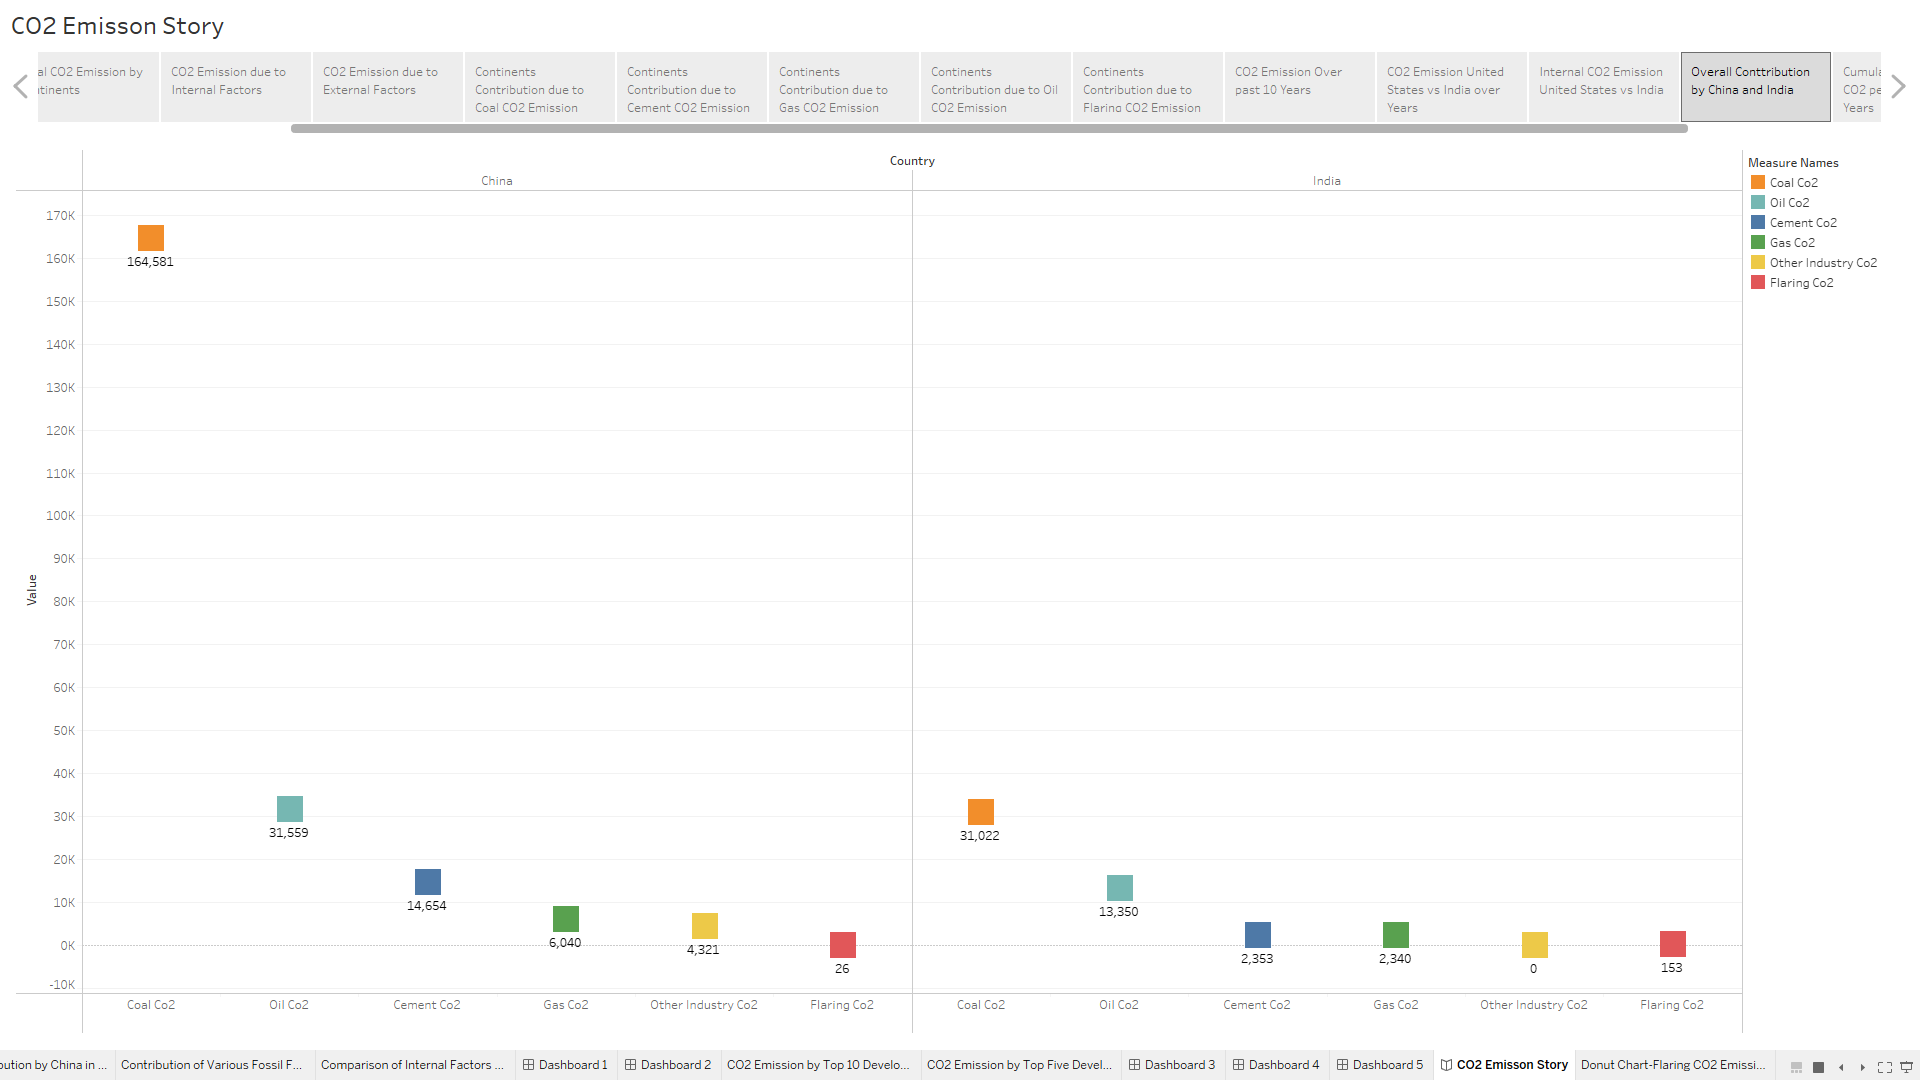 CO2 Emisson Story
al CO2 Emission by
tinents
CO2 Emission due to
Internal Factors
CO2 Emission due to
External Factors
Continents
Contribution due to
Coal CO2 Emission
Continents
Contribution due to
Cement CO2 Emission
Continents
Contribution due to
Gas CO2 Emission
Continents
Contribution due to Oil
CO2 Emission
Continents
Contribution due to
Flaring CO2 Emission
CO2 Emission Over
past 10 Years
CO2 Emission United
States vs India over
Years
Internal CO2 Emission
United States vs India
Overall Conttribution
by China and India
Cumula
CO2 pe
Years
Country
China
India
Value
170K
160K
150K
140K
130K
120K
110K
100K
90K
80K
70K
60K
50K
40K
30K
20K
10K
0K
-10K
164,581
31,559
14,654
6,040
4,321
26
31,022
13,350
2,353
2,340
0
153
Coal Co2
Oil Co2
Cement Co2
Gas Co2
Other Industry Co2
Flaring Co2
Coal Co2
Oil Co2
Cement Co2
Gas Co2
Other Industry Co2
Flaring Co2
Measure Names
Coal Co2
Oil Co2
Cement Co2
Gas Co2
Other Industry Co2
Flaring Co2
oution by China in ...
Contribution of Various Fossil F...
Comparison of Internal Factors ...
Dashboard 1
Dashboard 2
CO2 Emission by Top 10 Develo...
CO2 Emission by Top Five Devel...
Dashboard 3
Dashboard 4
Dashboard 5
CO2 Emisson Story
Donut Chart-Flaring CO2 Emissi...